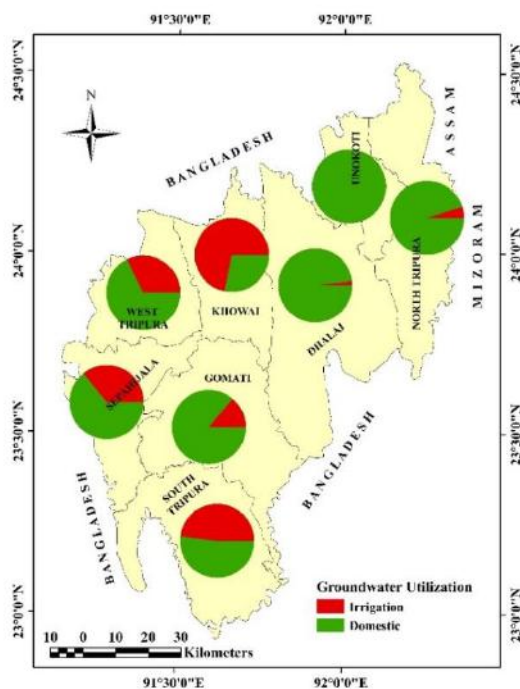 91°30'0"E 92°0'0"E
24°30'0"N 24°30'0"N
N
ASSAM
BANGLADESH
UNOKOTI
MIZORAM
24°0'0"N 24°0'0"N
NORTH TRIPURA
WEST
TRIPURA
KHOWAI
DHALAI
SEPAHIJALA
GOMATI
23°30'0"N 23°30'0"N
BANGLADESH
SOUTH
TRIPURA
BANGLADESH
Groundwater Utilization
Irrigation
Domestic
23°0'0"N 23°0'0"N
10 0 10 20 30
Kilometers
91°30'0"E 92°0'0"E